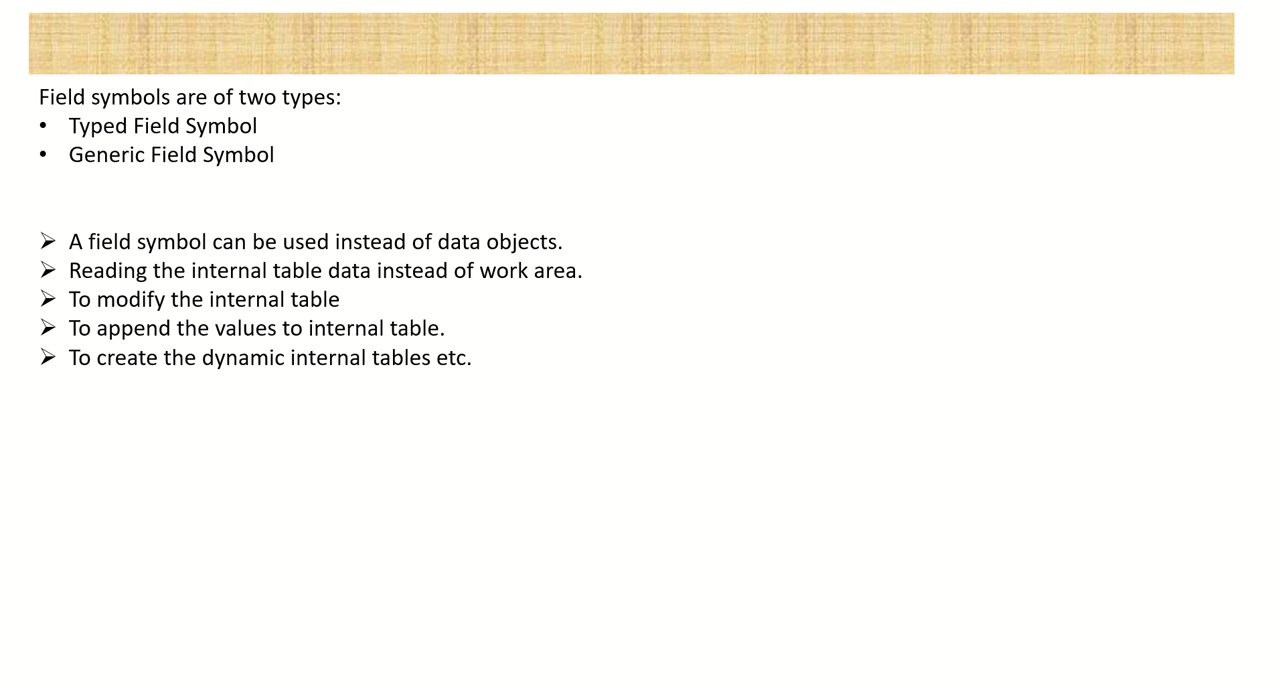 Field symbols are of two types:
• Typed Field Symbol
• Generic Field Symbol
➢ A field symbol can be used instead of data objects.
➢ Reading the internal table data instead of work area.
➢ To modify the internal table
➢ To append the values to internal table.
➢ To create the dynamic internal tables etc.